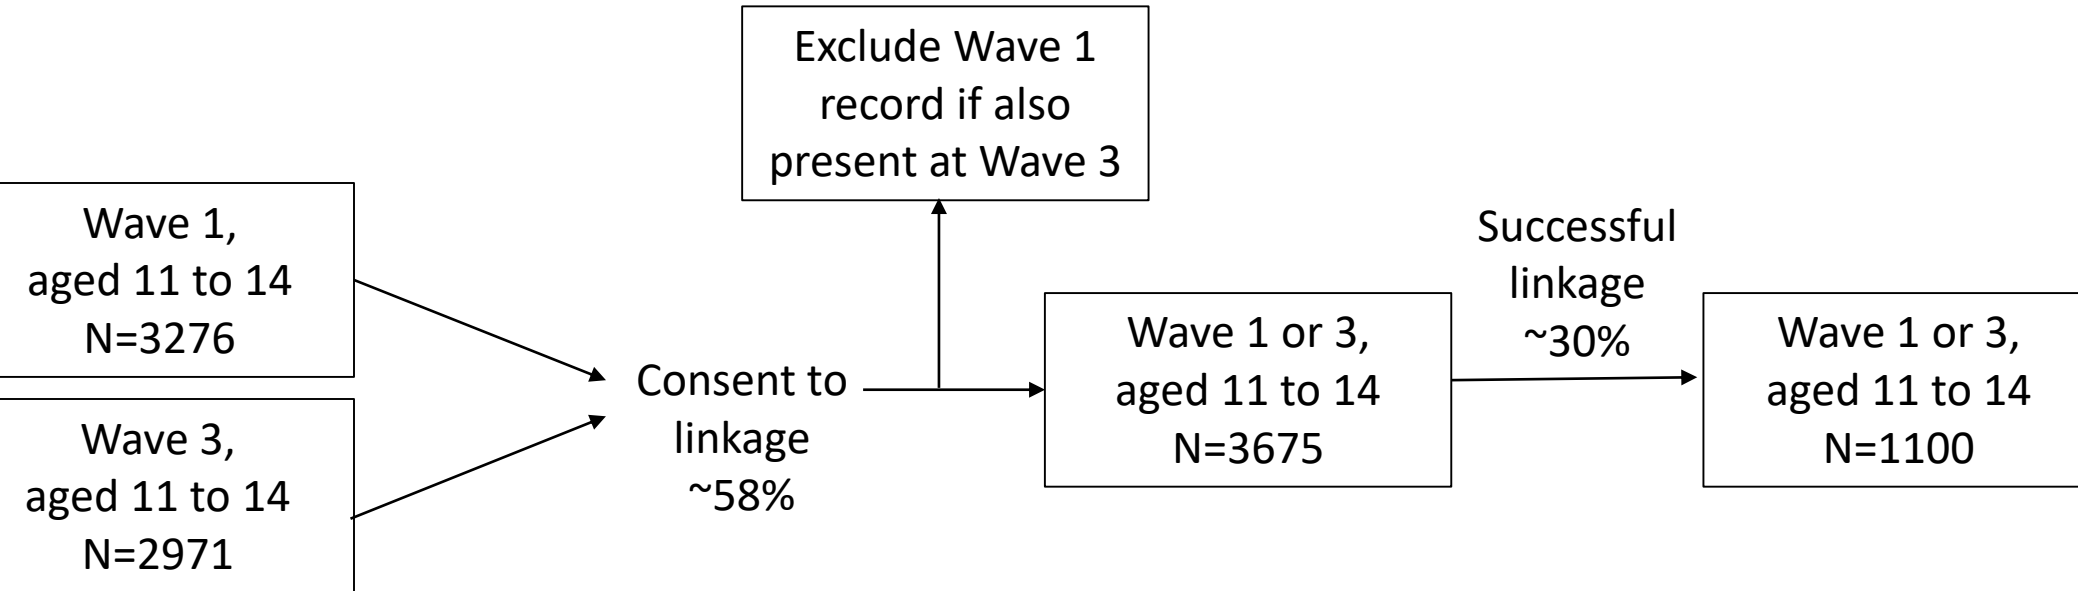 Exclude Wave 1
record if also
present at Wave 3
Wave 1,
aged 11 to 14
N=3276
Wave 3,
aged 11 to 14
N=2971
Consent to
linkage
~58%
Wave 1 or 3,
aged 11 to 14
N=3675
Successful
linkage
~30%
Wave 1 or 3,
aged 11 to 14
N=1100